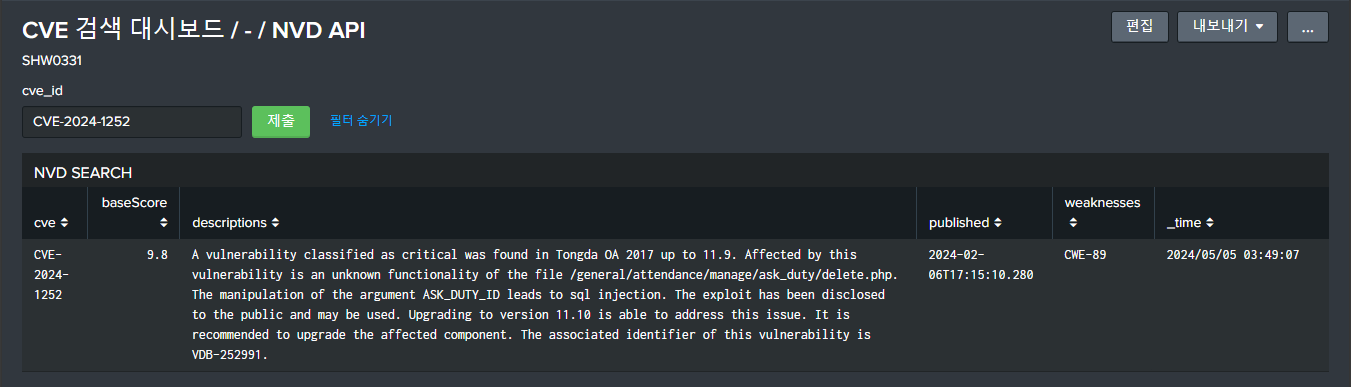 CVE 검색 대시보드 / - / NVD API
편집
내보내기
...
SHW0331
cve_id
CVE-2024-1252
제출
필터 숨기기
NVD SEARCH
cve
baseScore
descriptions
published
weaknesses
_time
CVE-
2024-
1252
9.8
A vulnerability classified as critical was found in Tongda OA 2017 up to 11.9. Affected by this
vulnerability is an unknown functionality of the file /general/attendance/manage/ask_duty/delete.php.
The manipulation of the argument ASK_DUTY_ID leads to sql injection. The exploit has been disclosed
to the public and may be used. Upgrading to version 11.10 is able to address this issue. It is
recommended to upgrade the affected component. The associated identifier of this vulnerability is
VDB-252991.
2024-02-
06T17:15:10.280
CWE-89
2024/05/05 03:49:07